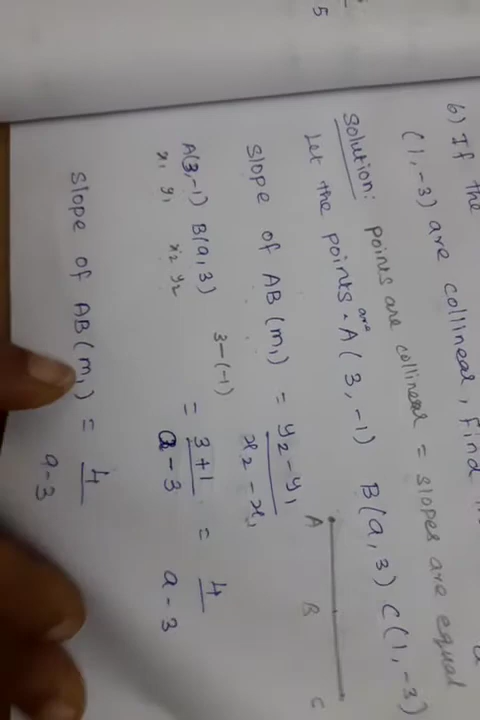 5
6) If the
(1, -3) are collinear, Find
Solution: points are collinear = slopes are equal
Let the points are A(3, -1) B(a, 3) C(1, -3)
A B C
Slope of AB(m₁) = y₂ - y₁ / x₂ - x₁
3-(-1)
A(3,-1) B(a,3) = 3+1 / a-3 = 4 / a-3
x₁ y₁ x₂ y₂
Slope of AB(m₁) = 4 / a-3